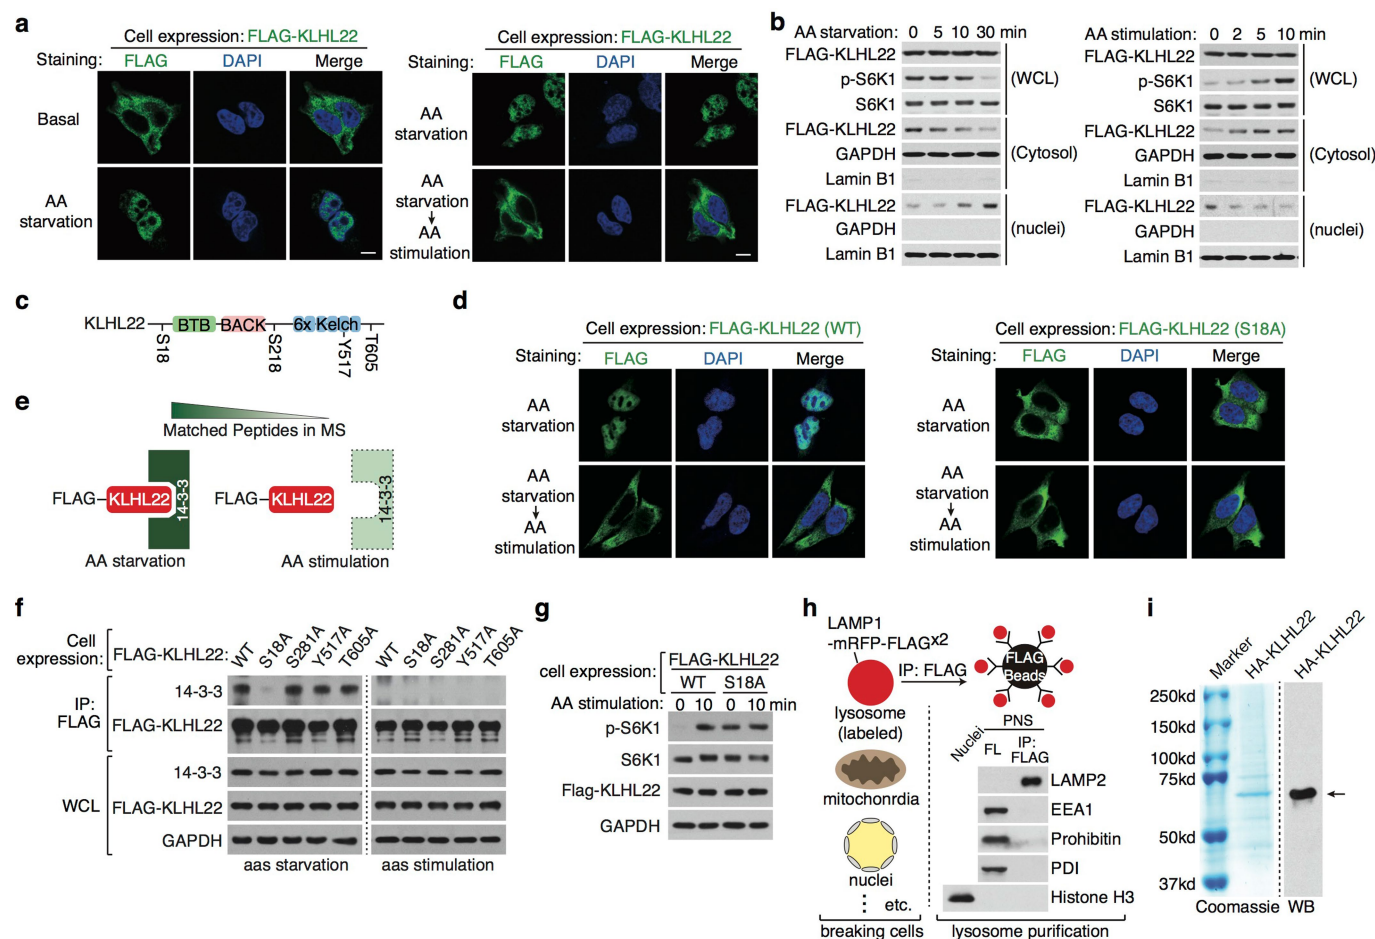 a
Cell expression: FLAG-KLHL22
Staining: FLAG DAPI Merge
Basal
AA
starvation
Cell expression: FLAG-KLHL22
Staining: FLAG DAPI Merge
AA
starvation
AA
starvation
AA
stimulation
b
AA starvation: 0 5 10 30 min
FLAG-KLHL22
p-S6K1
S6K1
(WCL)
FLAG-KLHL22
GAPDH
Lamin B1
(Cytosol)
FLAG-KLHL22
GAPDH
Lamin B1
(nuclei)
AA stimulation: 0 2 5 10 min
FLAG-KLHL22
p-S6K1
S6K1
(WCL)
FLAG-KLHL22
GAPDH
Lamin B1
(Cytosol)
FLAG-KLHL22
GAPDH
Lamin B1
(nuclei)
c
KLHL22 BTB BACK 6x Kelch
S18 S218 Y517 T605
d
Cell expression: FLAG-KLHL22 (WT)
Staining: FLAG DAPI Merge
AA
starvation
AA
starvation
AA
stimulation
Cell expression: FLAG-KLHL22 (S18A)
Staining: FLAG DAPI Merge
AA
starvation
AA
starvation
AA
stimulation
e
Matched Peptides in MS
FLAG KLHL22 14-3-3
AA starvation
FLAG KLHL22 14-3-3
AA stimulation
f
Cell
expression:
FLAG-KLHL22: WT S18A S281A Y517A T605A WT S18A S281A Y517A T605A
IP:
FLAG
14-3-3
FLAG-KLHL22
WCL
14-3-3
FLAG-KLHL22
GAPDH
aas starvation aas stimulation
g
cell expression:
FLAG-KLHL22
WT S18A
AA stimulation: 0 10 0 10 min
p-S6K1
S6K1
Flag-KLHL22
GAPDH
h
LAMP1
-mRFP-FLAGx2
IP: FLAG
FLAG
Beads
lysosome
(labeled)
mitochonrdia
nuclei
etc.
breaking cells
PNS
Nuclei FL IP:
FLAG
LAMP2
EEA1
Prohibitin
PDI
Histone H3
lysosome purification
i
Marker HA-KLHL22 HA-KLHL22
250kd
150kd
100kd
75kd
50kd
37kd
Coomassie WB